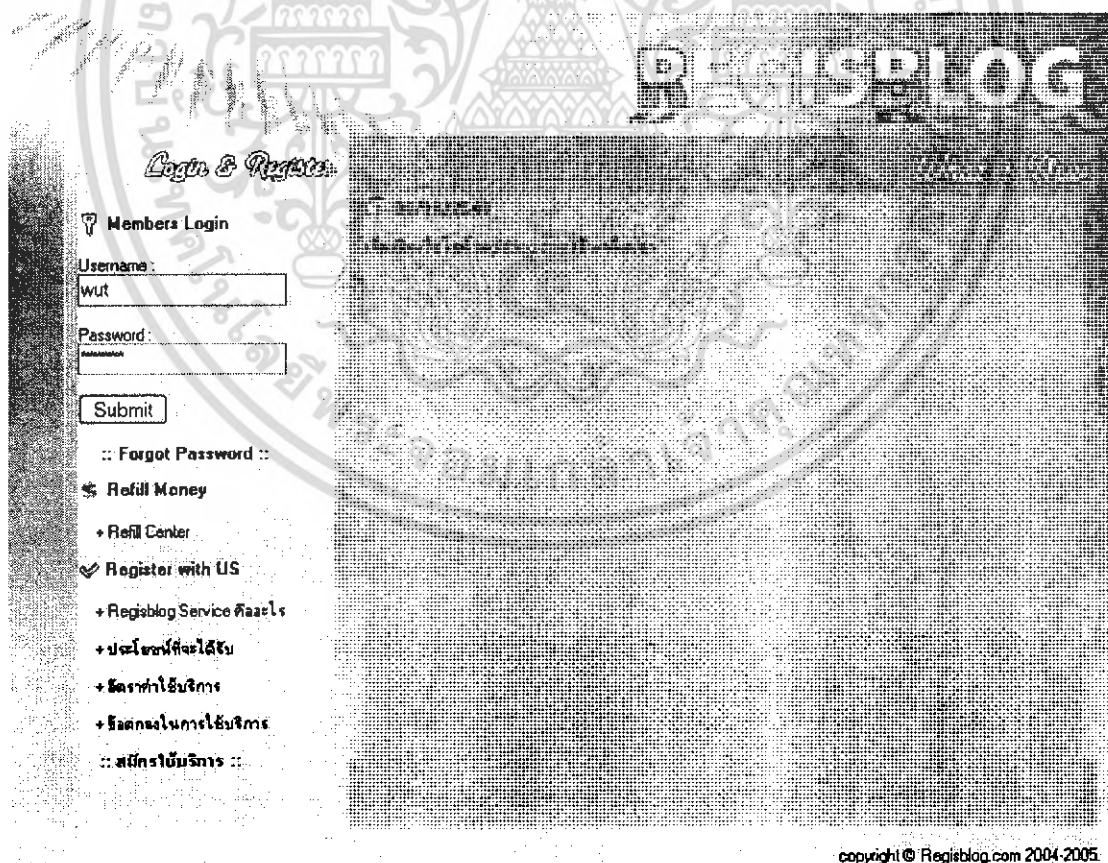 REGISBLOG
Login & Register
Members Login
Username :
wut
Password :
********
Submit
:: Forgot Password ::
$ Refill Money
+ Refill Center
Register with US
+ Regisblog Service คืออะไร
+ ประโยชน์ที่จะได้รับ
+ อัตราค่าใช้บริการ
+ ข้อตกลงในการใช้บริการ
:: สมัครใช้บริการ ::
copyright © Regisblog.com 2004-2005